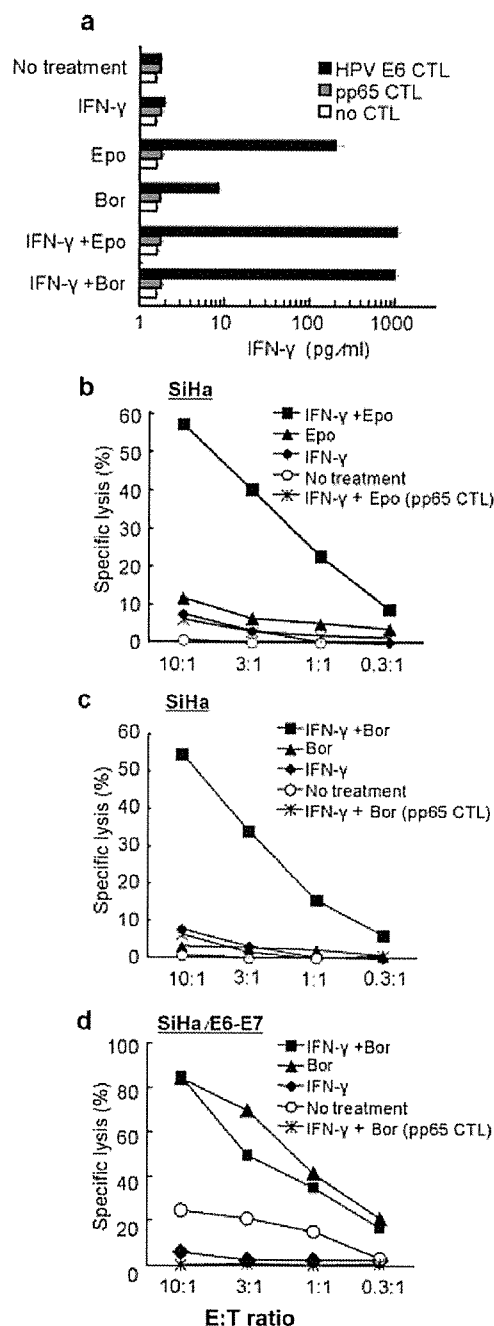 a
No treatment
IFN-γ
Epo
Bor
IFN-γ +Epo
IFN-γ +Bor
HPV E6 CTL
pp65 CTL
no CTL
1 10 100 1000
IFN-γ (pg/ml)
b
SiHa
Specific lysis (%)
60
50
40
30
20
10
0
IFN-γ +Epo
Epo
IFN-γ
No treatment
IFN-γ + Epo (pp65 CTL)
10:1 3:1 1:1 0.3:1
c
SiHa
Specific lysis (%)
60
50
40
30
20
10
0
IFN-γ +Bor
Bor
IFN-γ
No treatment
IFN-γ + Bor (pp65 CTL)
10:1 3:1 1:1 0.3:1
d
SiHa/E6-E7
Specific lysis (%)
100
80
60
40
20
0
IFN-γ +Bor
Bor
IFN-γ
No treatment
IFN-γ + Bor (pp65 CTL)
10:1 3:1 1:1 0.3:1
E:T ratio